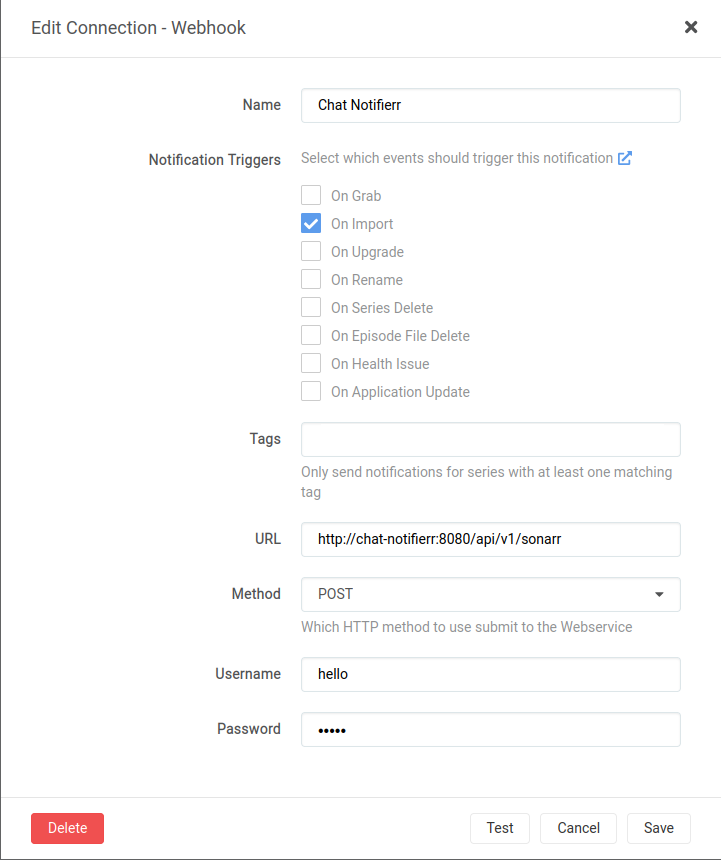 Edit Connection - Webhook
Name
Chat Notifierr
Notification Triggers
Select which events should trigger this notification
On Grab
On Import
On Upgrade
On Rename
On Series Delete
On Episode File Delete
On Health Issue
On Application Update
Tags
Only send notifications for series with at least one matching
tag
URL
http://chat-notifierr:8080/api/v1/sonarr
Method
POST
Which HTTP method to use submit to the Webservice
Username
hello
Password
•••••
Delete
Test
Cancel
Save